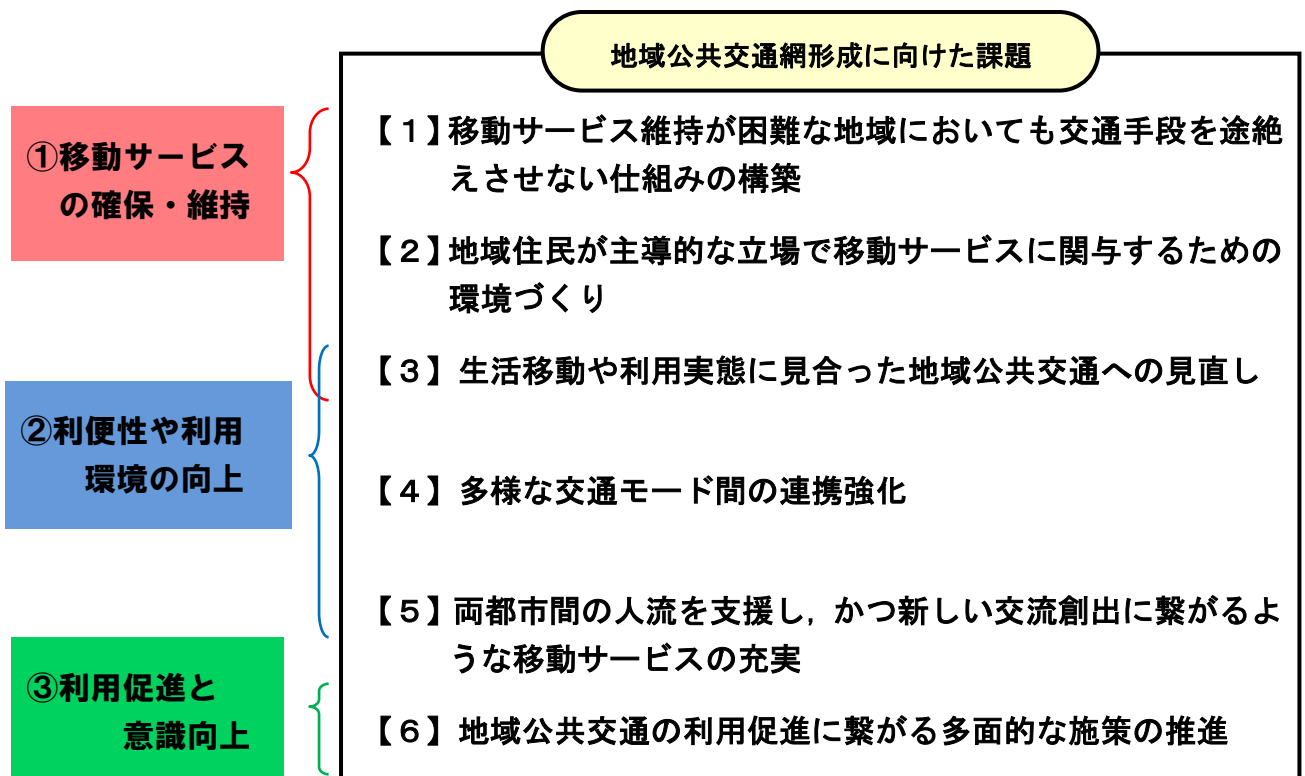 地域公共交通網形成に向けた課題
①移動サービス
の確保・維持
【１】移動サービス維持が困難な地域においても交通手段を途絶
えさせない仕組みの構築
【２】地域住民が主導的な立場で移動サービスに関与するための
環境づくり
【３】生活移動や利用実態に見合った地域公共交通への見直し
②利便性や利用
環境の向上
【４】多様な交通モード間の連携強化
【５】両都市間の人流を支援し，かつ新しい交流創出に繋がるよ
うな移動サービスの充実
③利用促進と
意識向上
【６】地域公共交通の利用促進に繋がる多面的な施策の推進